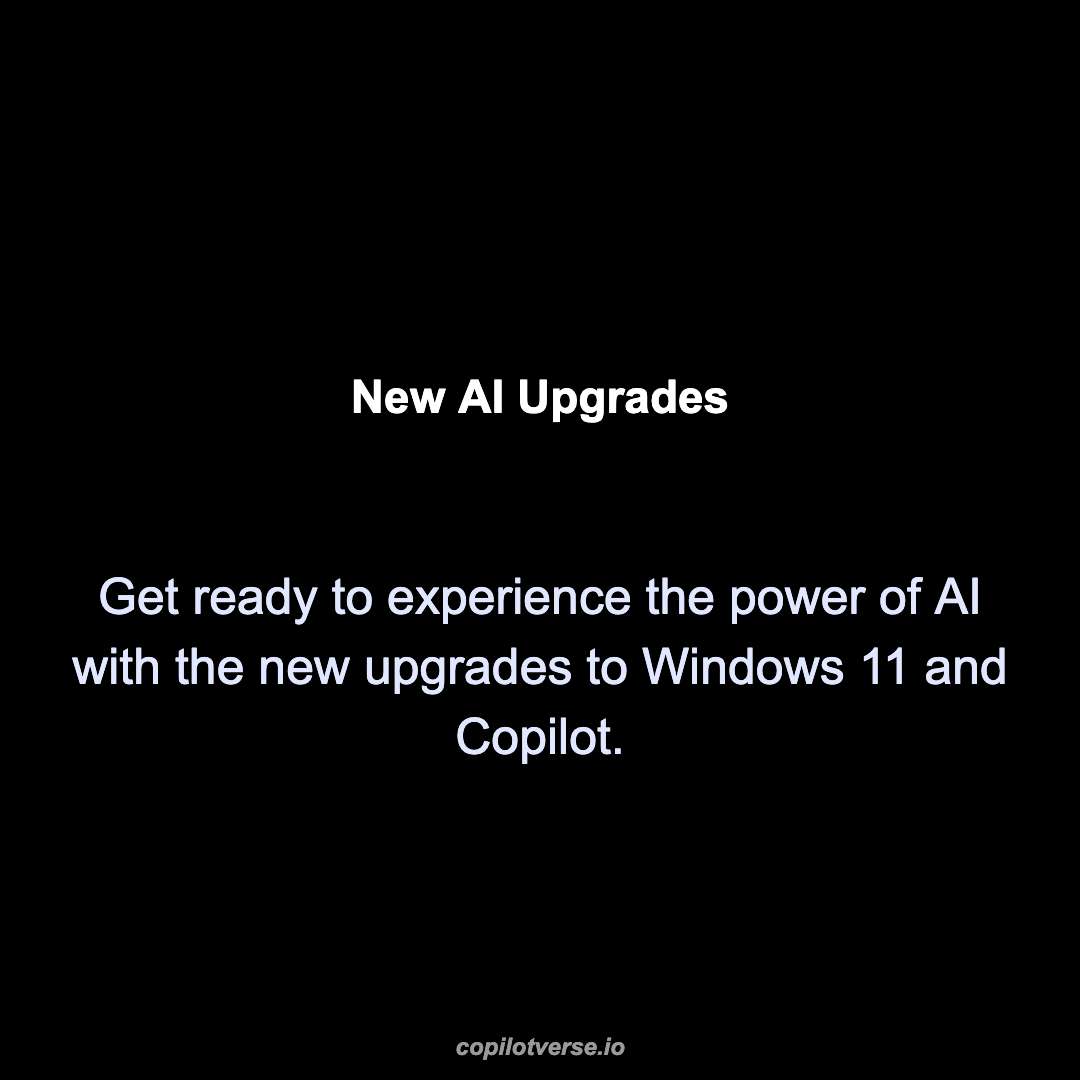 New AI Upgrades
Get ready to experience the power of AI
with the new upgrades to Windows 11 and
Copilot.
copilotverse.io